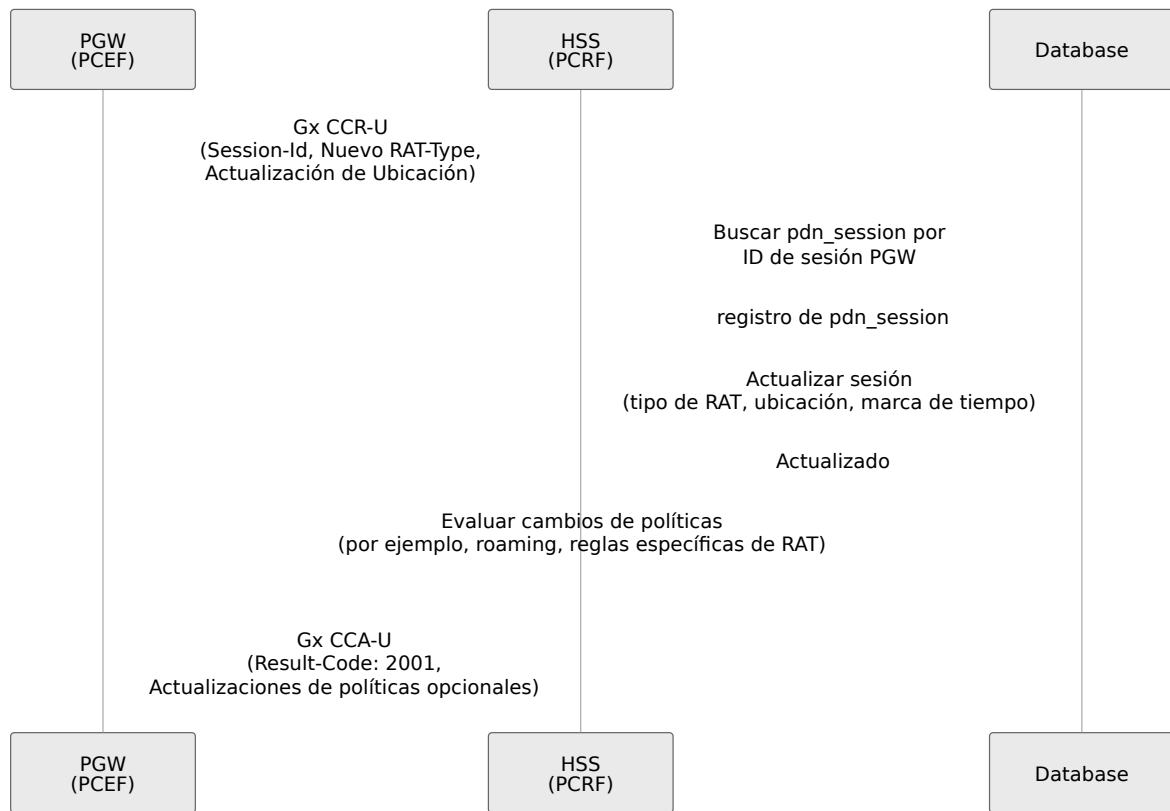 PGW
(PCEF)
HSS
(PCRF)
Database
Gx CCR-U
(Session-Id, Nuevo RAT-Type,
Actualización de Ubicación)
Buscar pdn_session por
ID de sesión PGW
registro de pdn_session
Actualizar sesión
(tipo de RAT, ubicación, marca de tiempo)
Actualizado
Evaluar cambios de políticas
(por ejemplo, roaming, reglas específicas de RAT)
Gx CCA-U
(Result-Code: 2001,
Actualizaciones de políticas opcionales)
PGW
(PCEF)
HSS
(PCRF)
Database